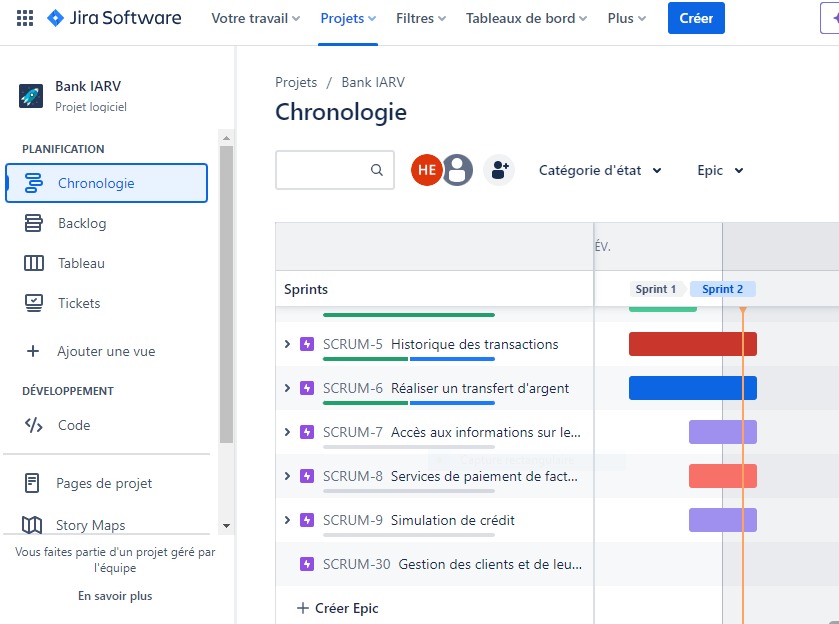 Jira Software
Votre travail
Projets
Filtres
Tableaux de bord
Plus
Créer
Bank IARV
Projet logiciel
PLANIFICATION
Chronologie
Backlog
Tableau
Tickets
Ajouter une vue
DÉVELOPPEMENT
Code
Pages de projet
Story Maps
Vous faites partie d'un projet géré par
l'équipe
En savoir plus
Projets / Bank IARV
Chronologie
HE
Catégorie d'état
Epic
ÉV.
Sprints
Sprint 1
Sprint 2
SCRUM-5 Historique des transactions
SCRUM-6 Réaliser un transfert d'argent
SCRUM-7 Accès aux informations sur le...
SCRUM-8 Services de paiement de fact...
SCRUM-9 Simulation de crédit
SCRUM-30 Gestion des clients et de leu...
+ Créer Epic